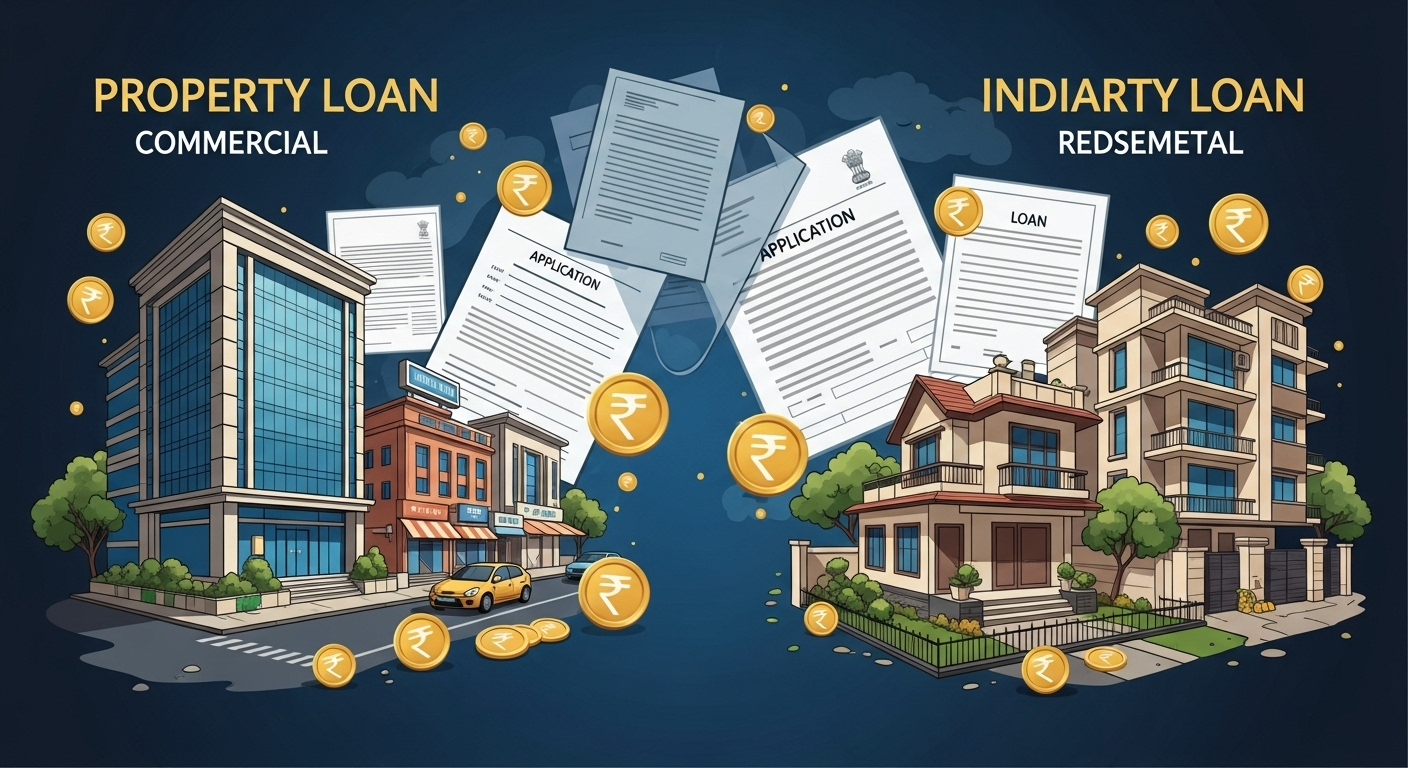 PROPERTY LOAN
COMMERCIAL
INDIARTY LOAN
REDSEMETAL
APPLICATION
APPLICATION
LOAN